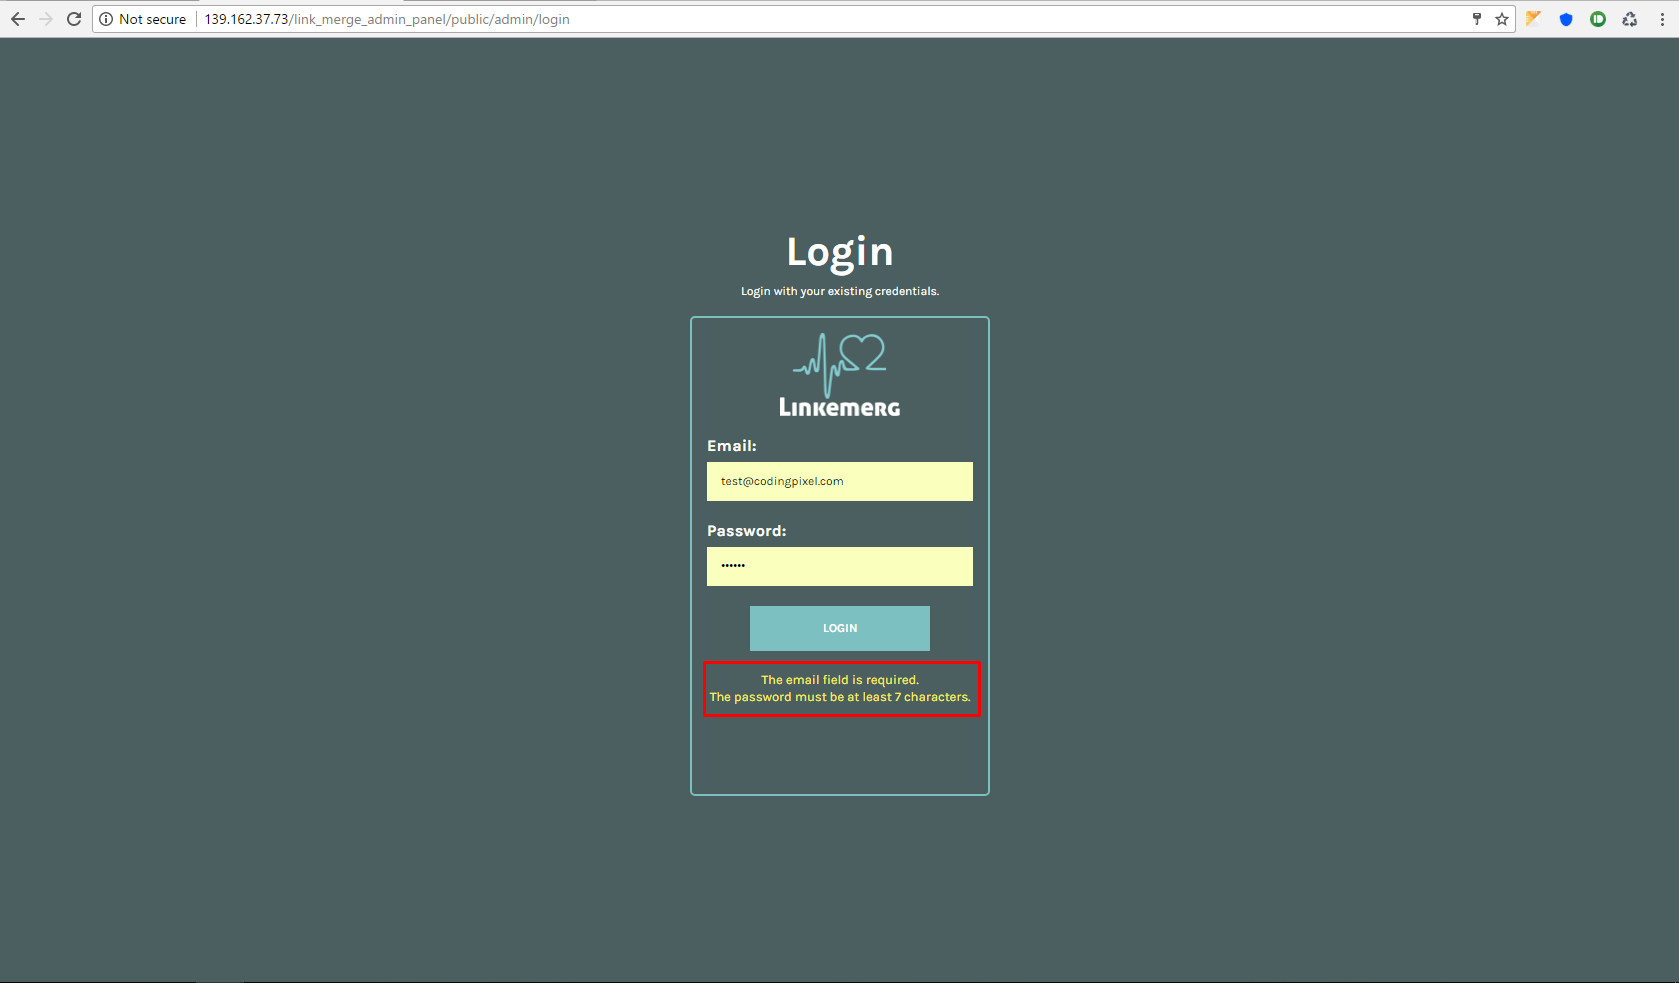 Not secure
139.162.37.73/link_merge_admin_panel/public/admin/login
Login
Login with your existing credentials.
LINKEMERG
Email:
test@codingpixel.com
Password:
••••••
LOGIN
The email field is required.
The password must be at least 7 characters.